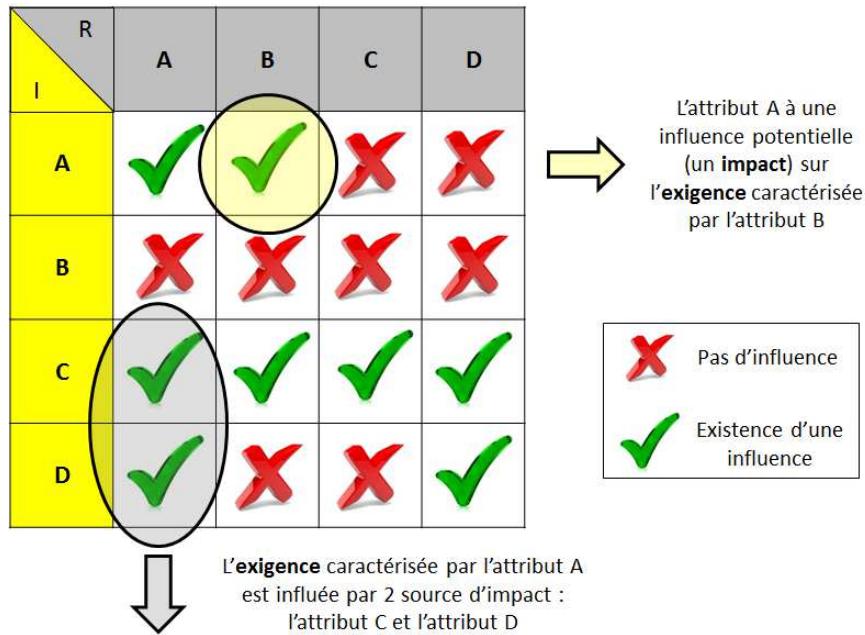 R
I
A B C D
A
L'attribut A à une
influence potentielle
(un impact) sur
l'exigence caractérisée
par l'attribut B
B
C
Pas d'influence
D
Existence d'une
influence
L'exigence caractérisée par l'attribut A
est influée par 2 source d'impact :
l'attribut C et l'attribut D